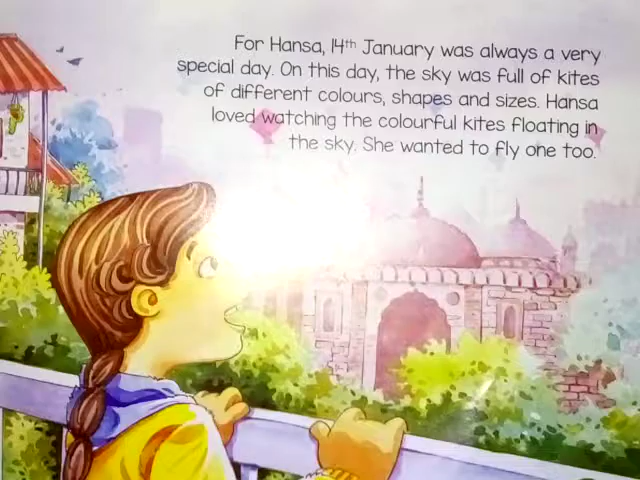 For Hansa, 14th January was always a very
special day. On this day, the sky was full of kites
of different colours, shapes and sizes. Hansa
loved watching the colourful kites floating in
the sky. She wanted to fly one too.